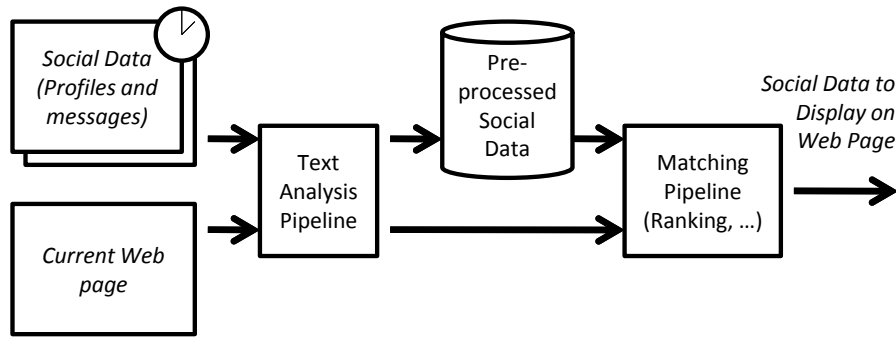 Social Data
(Profiles and
messages)
Current Web
page
Text
Analysis
Pipeline
Pre-
processed
Social
Data
Matching
Pipeline
(Ranking, …)
Social Data to
Display on
Web Page